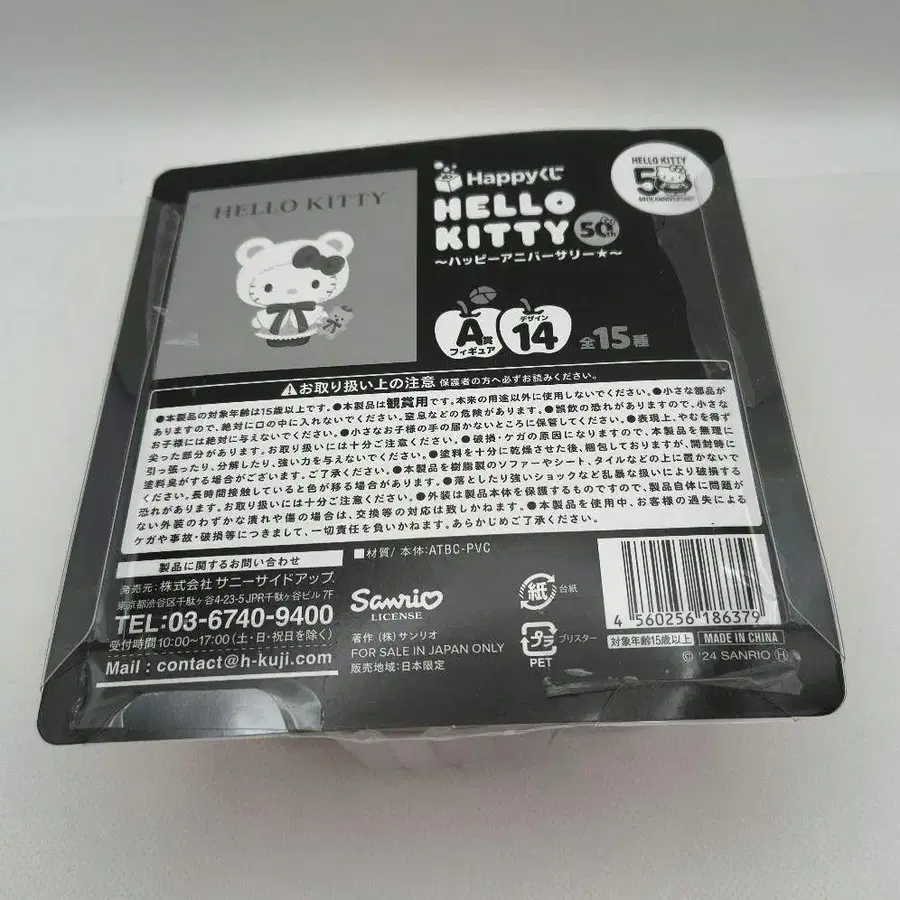 HELLO KITTY
Happyくじ
HELLO
KITTY 50th
～ハッピーアニバーサリー★～
HELLO KITTY
50
50TH ANNIVERSARY
A賞
フィギュア
デザイン
14
全15種
お取り扱い上の注意 保護者の方へ必ずお読みください。
●本製品の対象年齢は15歳以上です。●本製品は観賞用です。本来の用途以外に使用しないでください。●小さな部品が
ありますので、絶対に口の中に入れないでください。窒息などの危険があります。●誤飲の恐れがありますので、小さな
お子様には絶対に与えないでください。●小さなお子様の手の届かないところに保管してください。●表現上、やむを得ず
尖った部分があります。お取り扱いには十分ご注意ください。●破損・ケガの原因になりますので、本製品を無理に
引っ張ったり、分解したり、強い力を与えないでください。●塗料を十分に乾燥させた後、梱包しておりますが、開封時に
塗料臭がする場合がございます。ご了承ください。●本製品を樹脂製のソファーやシート、タイルなどの上に置かないで
ください。長時間接触していると色が移る場合があります。●落としたり強いショックなど乱暴な扱いにより破損する
恐れがあります。お取り扱いには十分ご注意ください。●外装は製品本体を保護するものですので、製品自体に問題が
ない外装のわずかな潰れや傷の場合は、交換等の対応は致しかねます。●本製品を使用中、お客様の過失による
ケガや事故・破損等につきまして、一切責任を負いかねます。あらかじめご了承ください。
製品に関するお問い合わせ
発売元:株式会社 サニーサイドアップ
東京都渋谷区千駄ヶ谷4-23-5 JPR千駄ヶ谷ビル 7F
TEL:03-6740-9400
受付時間10:00~17:00(土・日・祝日を除く)
Mail : contact@h-kuji.com
■材質/ 本体:ATBC-PVC
Sanrio
LICENSE
著作 (株) サンリオ
FOR SALE IN JAPAN ONLY
販売地域:日本限定
紙 台紙
プラ ブリスター
PET
4 560256 186379
対象年齢15歳以上
MADE IN CHINA
© '24 SANRIO Ⓗ